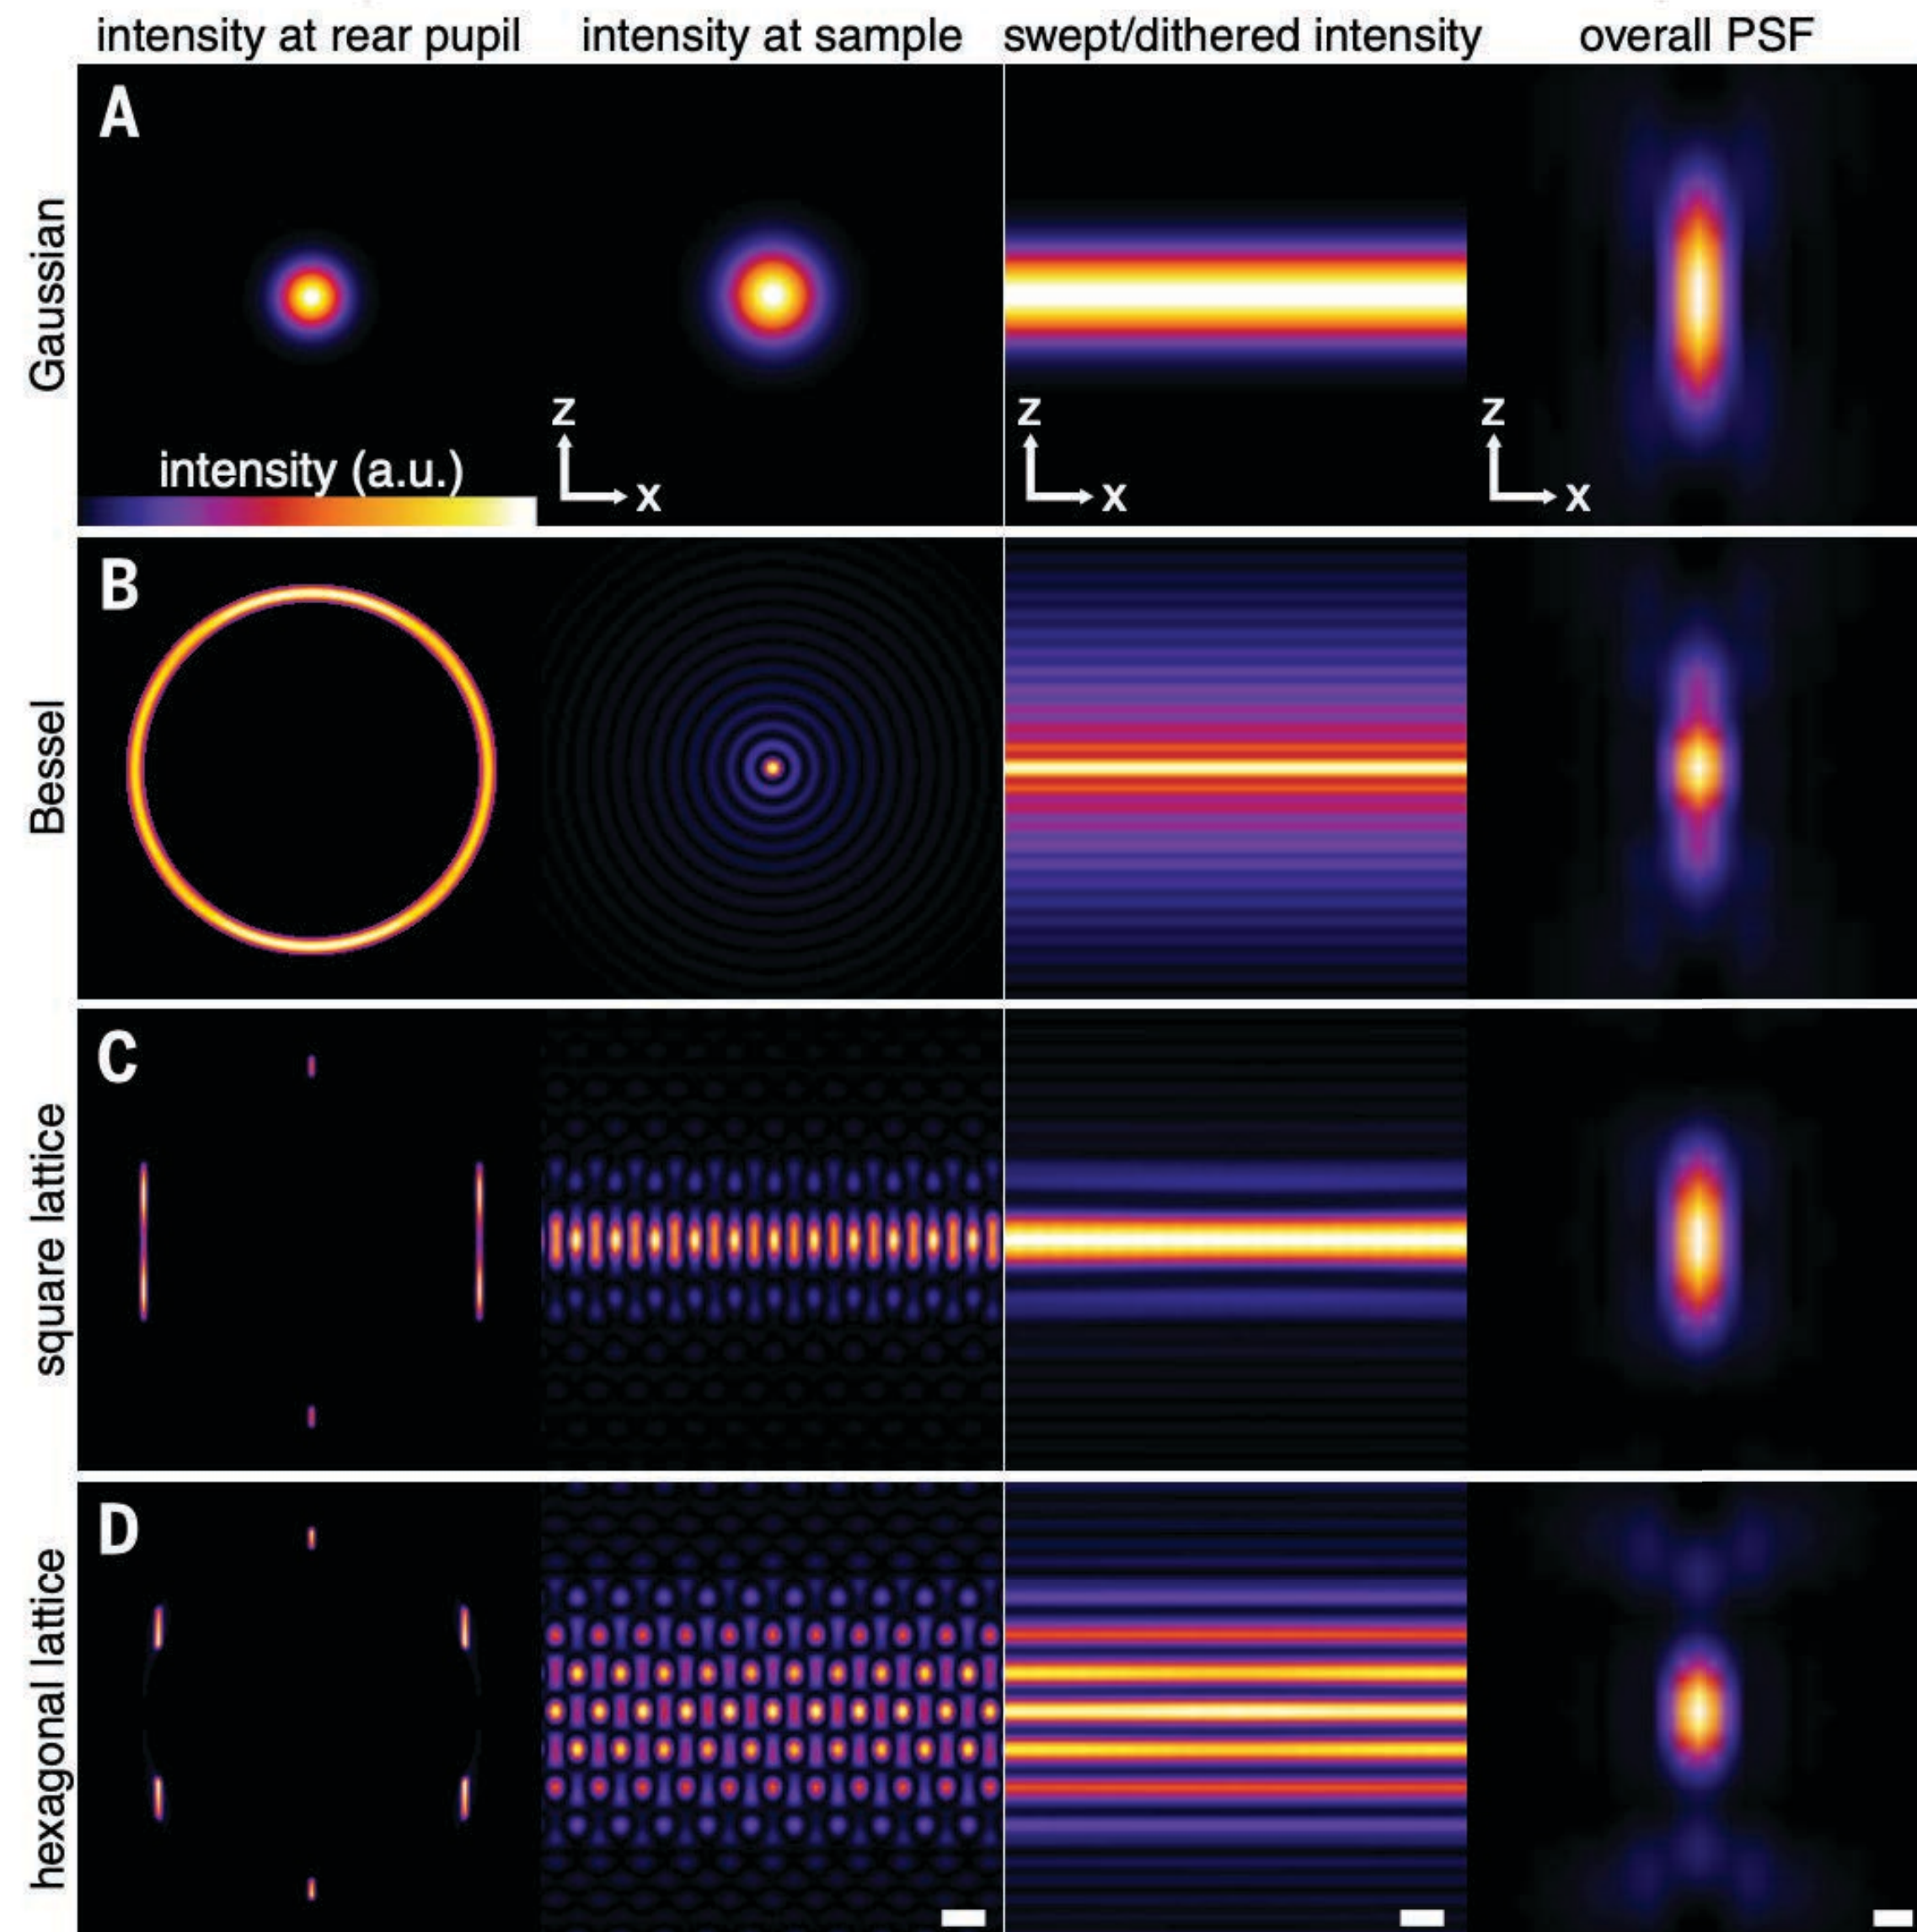 intensity at rear pupil intensity at sample swept/dithered intensity overall PSF
A
Gaussian
intensity (a.u.)
z
x
z
x
z
x
B
Bessel
C
square lattice
D
hexagonal lattice